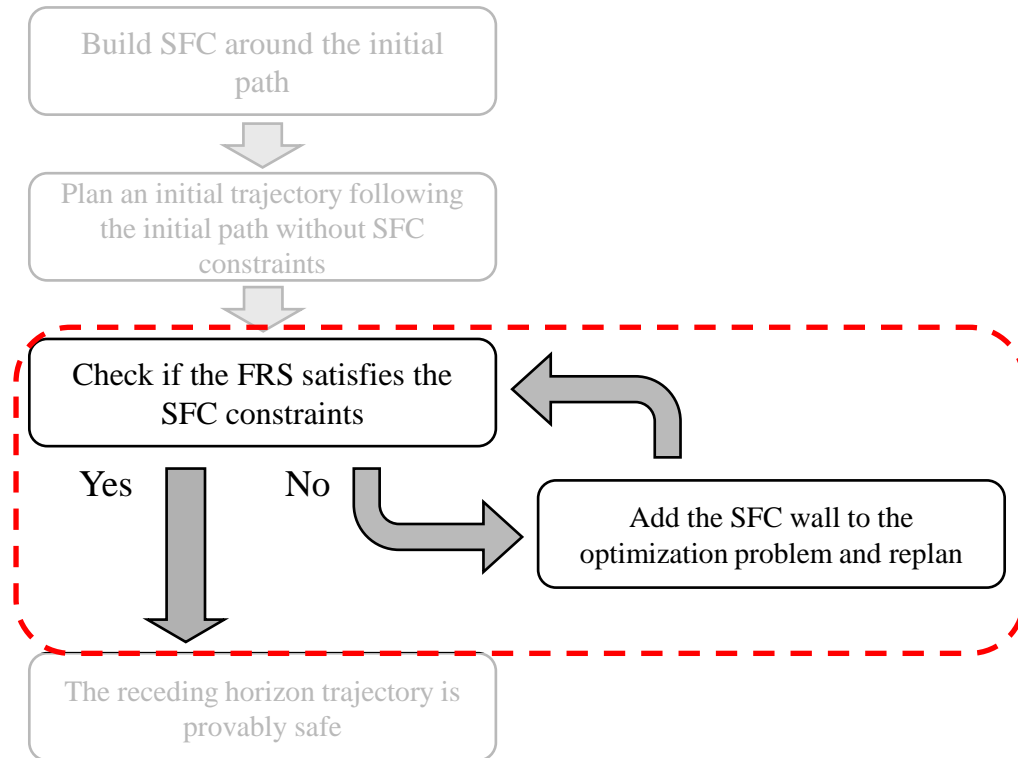 Build SFC around the initial
path
Plan an initial trajectory following
the initial path without SFC
constraints
Check if the FRS satisfies the
SFC constraints
Yes
No
Add the SFC wall to the
optimization problem and replan
The receding horizon trajectory is
provably safe